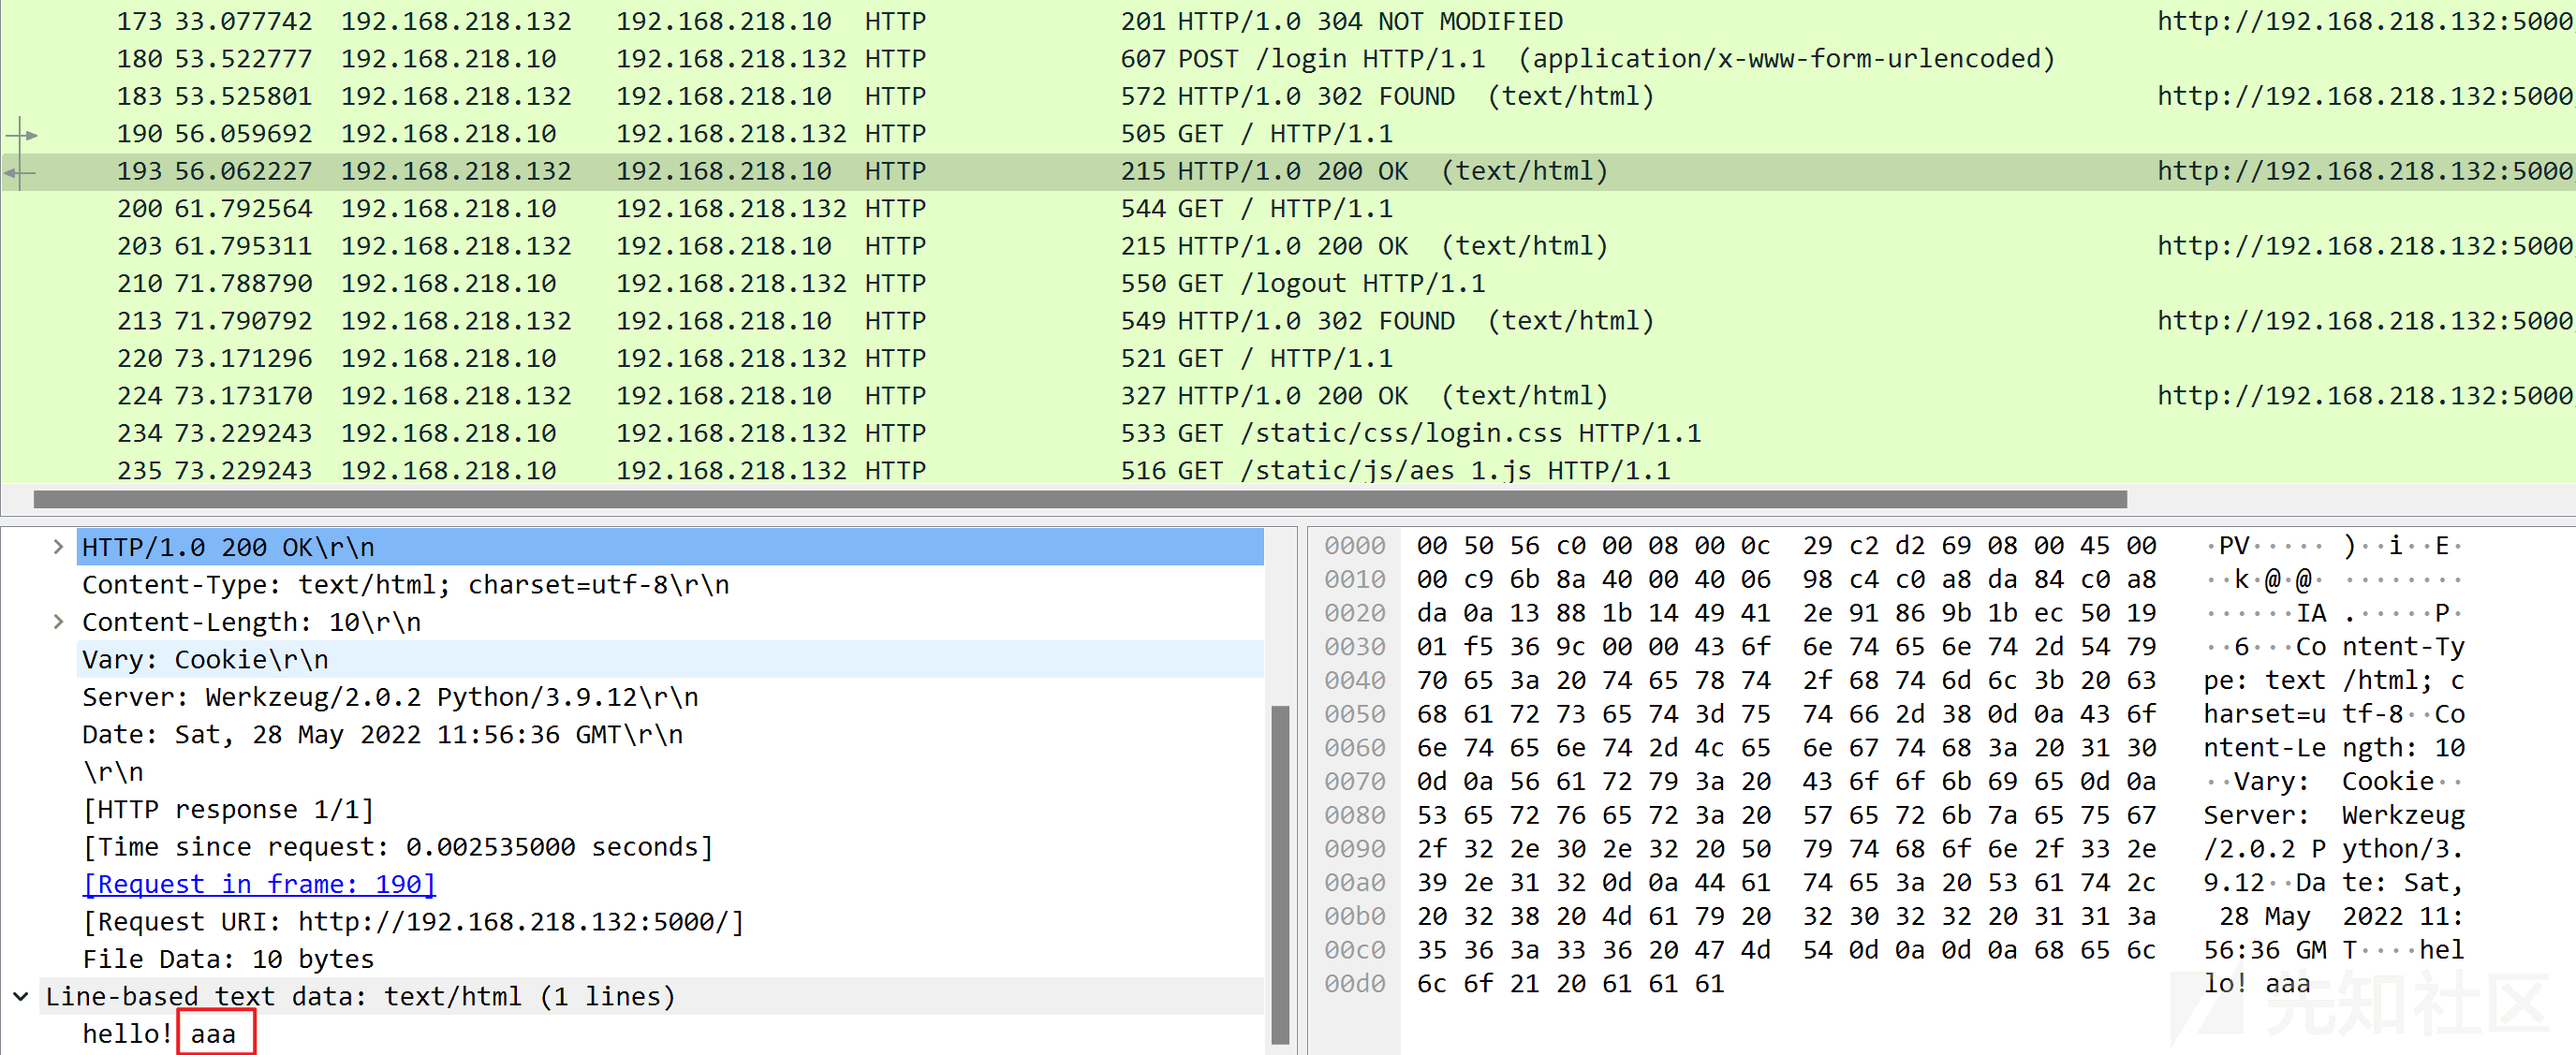 173 33.077742 192.168.218.132 192.168.218.10 HTTP 201 HTTP/1.0 304 NOT MODIFIED http://192.168.218.132:5000
180 53.522777 192.168.218.10 192.168.218.132 HTTP 607 POST /login HTTP/1.1 (application/x-www-form-urlencoded)
183 53.525801 192.168.218.132 192.168.218.10 HTTP 572 HTTP/1.0 302 FOUND (text/html) http://192.168.218.132:5000
190 56.059692 192.168.218.10 192.168.218.132 HTTP 505 GET / HTTP/1.1
193 56.062227 192.168.218.132 192.168.218.10 HTTP 215 HTTP/1.0 200 OK (text/html) http://192.168.218.132:5000
200 61.792564 192.168.218.10 192.168.218.132 HTTP 544 GET / HTTP/1.1
203 61.795311 192.168.218.132 192.168.218.10 HTTP 215 HTTP/1.0 200 OK (text/html) http://192.168.218.132:5000
210 71.788790 192.168.218.10 192.168.218.132 HTTP 550 GET /logout HTTP/1.1
213 71.790792 192.168.218.132 192.168.218.10 HTTP 549 HTTP/1.0 302 FOUND (text/html) http://192.168.218.132:5000
220 73.171296 192.168.218.10 192.168.218.132 HTTP 521 GET / HTTP/1.1
224 73.173170 192.168.218.132 192.168.218.10 HTTP 327 HTTP/1.0 200 OK (text/html) http://192.168.218.132:5000
234 73.229243 192.168.218.10 192.168.218.132 HTTP 533 GET /static/css/login.css HTTP/1.1
235 73.229243 192.168.218.10 192.168.218.132 HTTP 516 GET /static/js/aes_1.js HTTP/1.1
HTTP/1.0 200 OK\r\n
Content-Type: text/html; charset=utf-8\r\n
Content-Length: 10\r\n
Vary: Cookie\r\n
Server: Werkzeug/2.0.2 Python/3.9.12\r\n
Date: Sat, 28 May 2022 11:56:36 GMT\r\n
\r\n
[HTTP response 1/1]
[Time since request: 0.002535000 seconds]
[Request in frame: 190]
[Request URI: http://192.168.218.132:5000/]
File Data: 10 bytes
Line-based text data: text/html (1 lines)
hello! aaa
0000 00 50 56 c0 00 08 00 0c 29 c2 d2 69 08 00 45 00 ·PV·····)··i··E·
0010 00 c9 6b 8a 40 00 40 06 98 c4 c0 a8 da 84 c0 a8 ··k·@·@·········
0020 da 0a 13 88 1b 14 49 41 2e 91 86 9b 1b ec 50 19 ······IA.·····P·
0030 01 f5 36 9c 00 00 43 6f 6e 74 65 6e 74 2d 54 79 ··6···Content-Ty
0040 70 65 3a 20 74 65 78 74 2f 68 74 6d 6c 3b 20 63 pe: text/html; c
0050 68 61 72 73 65 74 3d 75 74 66 2d 38 0d 0a 43 6f harset=utf-8··Co
0060 6e 74 65 6e 74 2d 4c 65 6e 67 74 68 3a 20 31 30 ntent-Length: 10
0070 0d 0a 56 61 72 79 3a 20 43 6f 6f 6b 69 65 0d 0a ··Vary: Cookie··
0080 53 65 72 76 65 72 3a 20 57 65 72 6b 7a 65 75 67 Server: Werkzeug
0090 2f 32 2e 30 2e 32 20 50 79 74 68 6f 6e 2f 33 2e /2.0.2 Python/3.
00a0 39 2e 31 32 0d 0a 44 61 74 65 3a 20 53 61 74 2c 9.12··Date: Sat,
00b0 20 32 38 20 4d 61 79 20 32 30 32 32 20 31 31 3a 28 May 2022 11:
00c0 35 36 3a 33 36 20 47 4d 54 0d 0a 0d 0a 68 65 6c 56:36 GMT····hel
00d0 6c 6f 21 20 61 61 61 lo! aaa
先知社区